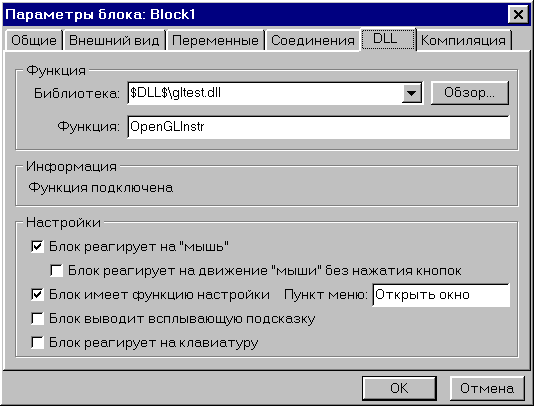 Параметры блока: Block1
Общие Внешний вид Переменные Соединения DLL Компиляция
Функция
Библиотека: $DLL$\gltest.dll Обзор...
Функция: OpenGLInstr
Информация
Функция подключена
Настройки
Блок реагирует на "мышь"
Блок реагирует на движение "мыши" без нажатия кнопок
Блок имеет функцию настройки Пункт меню: Открыть окно
Блок выводит всплывающую подсказку
Блок реагирует на клавиатуру
OK Отмена